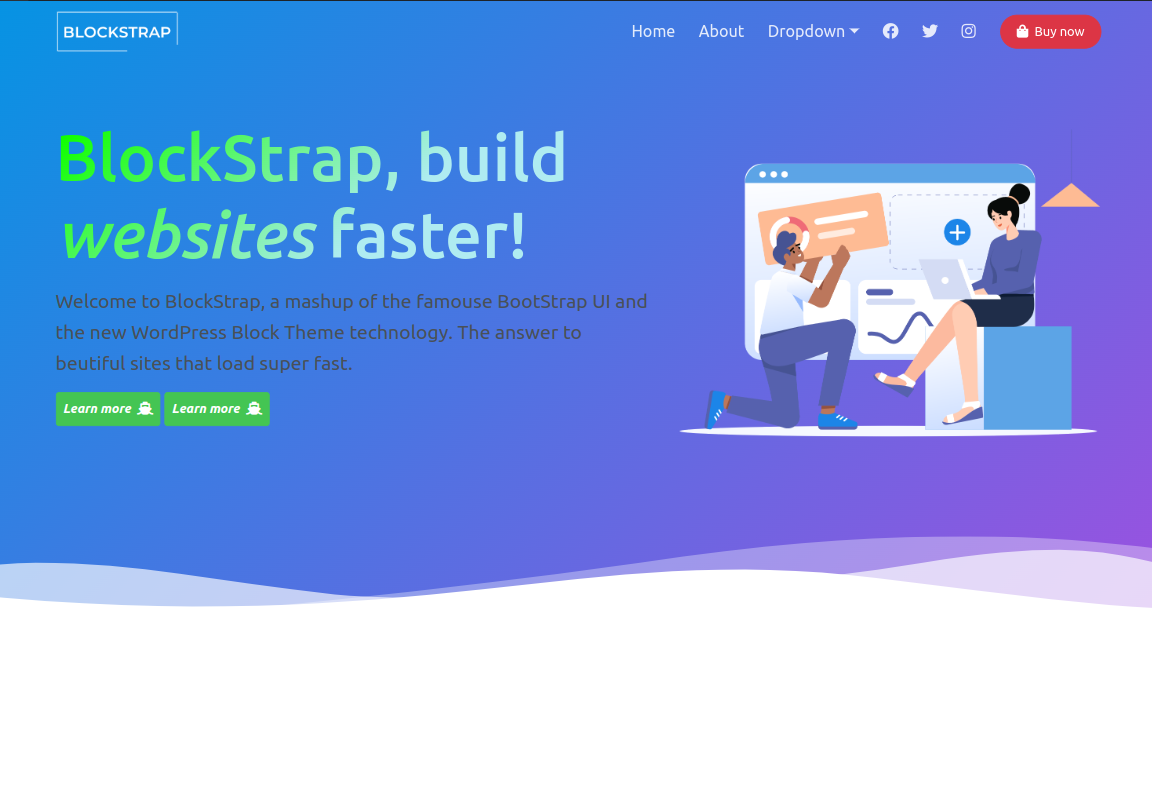 BLOCKSTRAP
Home About Dropdown Buy now
BlockStrap, build
websites faster!
Welcome to BlockStrap, a mashup of the famouse BootStrap UI and
the new WordPress Block Theme technology. The answer to
beutiful sites that load super fast.
Learn more Learn more